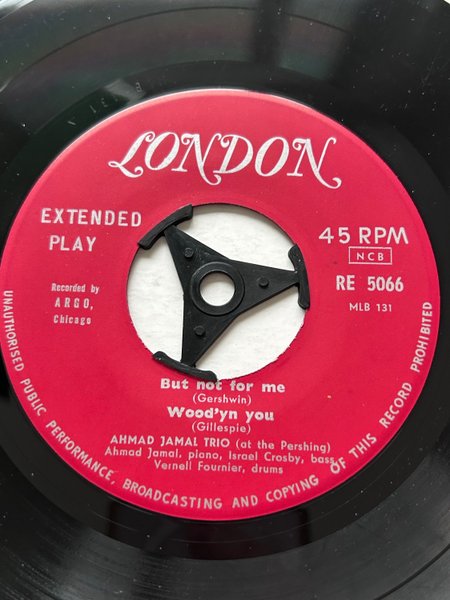 LONDON
EXTENDED
PLAY
45 RPM
NCB
RE 5066
MLB 131
Recorded by
ARGO,
Chicago
But not for me
(Gershwin)
Wood'yn you
(Gillespie)
AHMAD JAMAL TRIO (at the Pershing)
Ahmad Jamal, piano, Israel Crosby, bass,
Vernell Fournier, drums
UNAUTHORISED PUBLIC PERFORMANCE, BROADCASTING AND COPYING OF THIS RECORD PROHIBITED